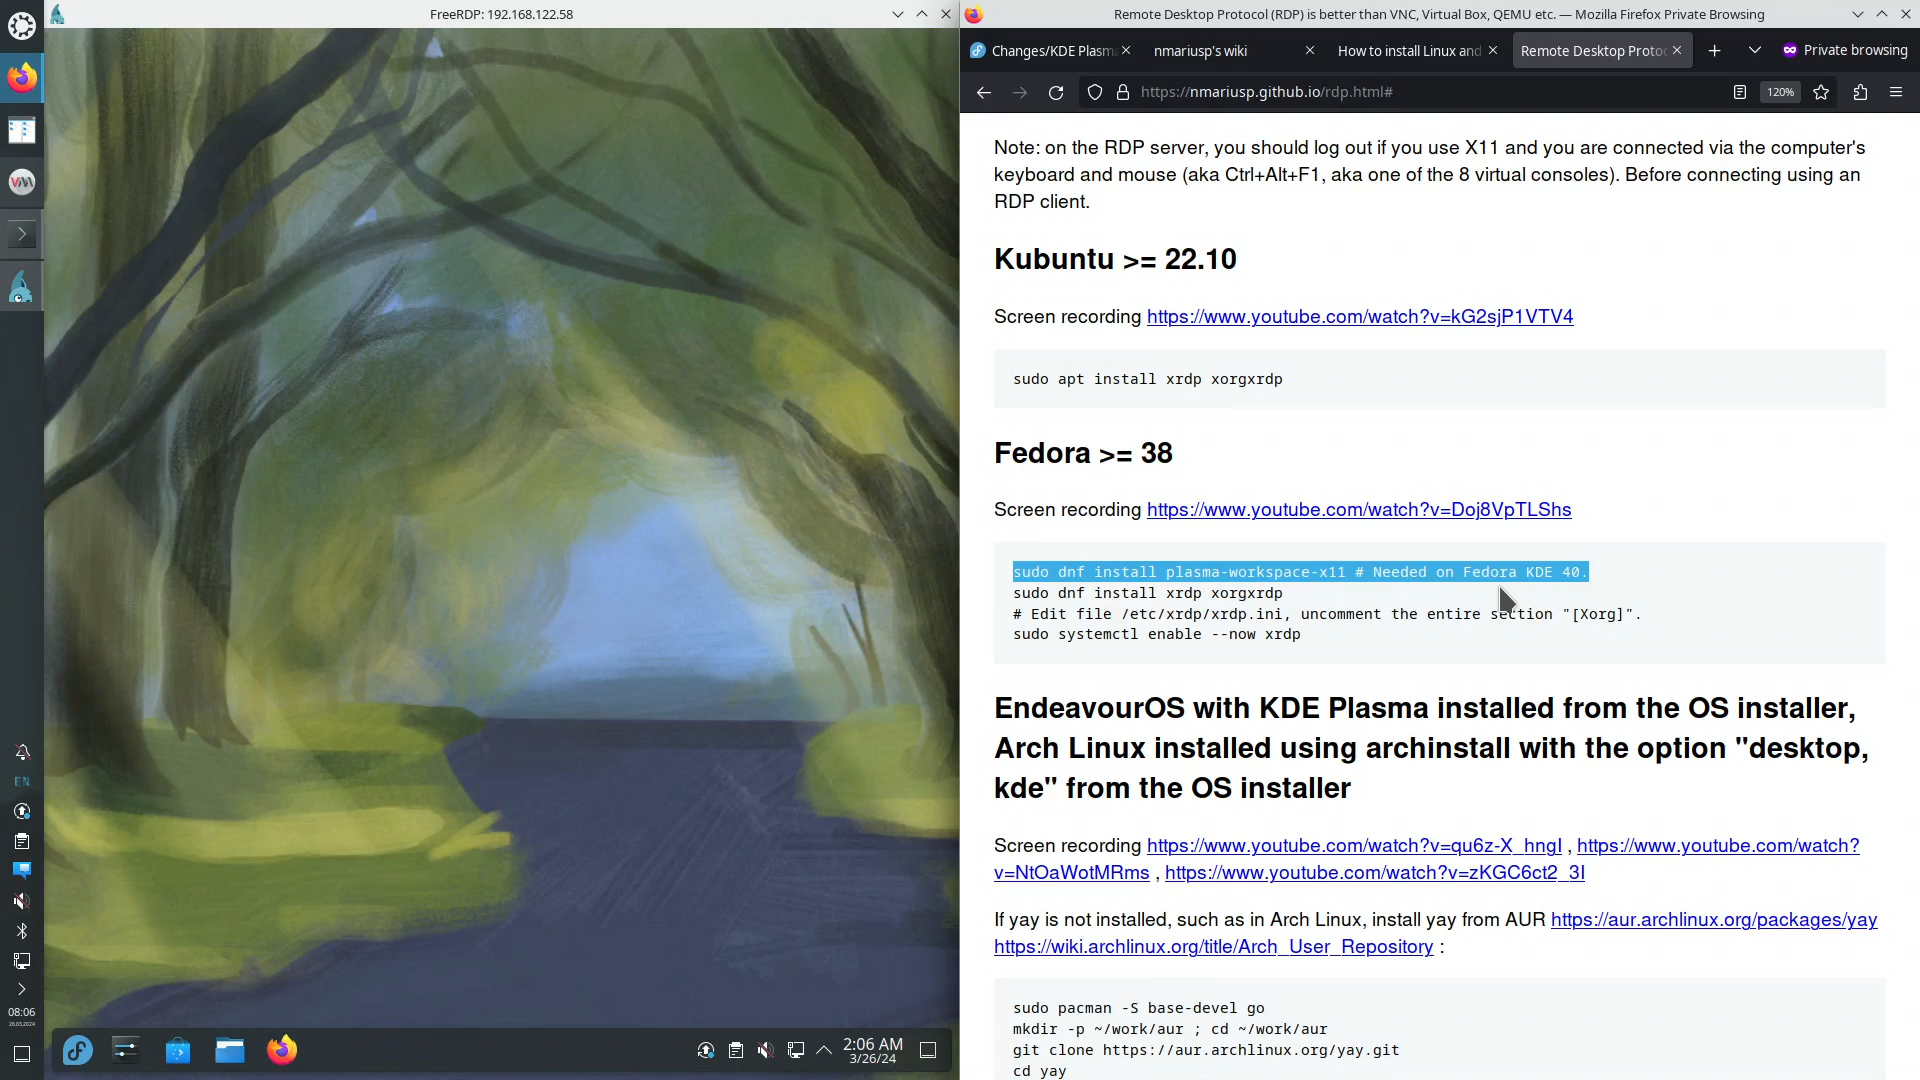 FreeRDP: 192.168.122.58
Remote Desktop Protocol (RDP) is better than VNC, Virtual Box, QEMU etc. — Mozilla Firefox Private Browsing
Changes/KDE Plasm
nmariusp's wiki
How to install Linux and
Remote Desktop Proto
Private browsing
https://nmariusp.github.io/rdp.html#
120%
Note: on the RDP server, you should log out if you use X11 and you are connected via the computer's
keyboard and mouse (aka Ctrl+Alt+F1, aka one of the 8 virtual consoles). Before connecting using an
RDP client.
Kubuntu >= 22.10
Screen recording https://www.youtube.com/watch?v=kG2sjP1VTV4
sudo apt install xrdp xorgxrdp
Fedora >= 38
Screen recording https://www.youtube.com/watch?v=Doj8VpTLShs
sudo dnf install plasma-workspace-x11 # Needed on Fedora KDE 40.
sudo dnf install xrdp xorgxrdp
# Edit file /etc/xrdp/xrdp.ini, uncomment the entire section "[Xorg]".
sudo systemctl enable --now xrdp
EndeavourOS with KDE Plasma installed from the OS installer,
Arch Linux installed using archinstall with the option "desktop,
kde" from the OS installer
Screen recording https://www.youtube.com/watch?v=qu6z-X_hngI , https://www.youtube.com/watch?
v=NtOaWotMRms , https://www.youtube.com/watch?v=zKGC6ct2_3I
If yay is not installed, such as in Arch Linux, install yay from AUR https://aur.archlinux.org/packages/yay
https://wiki.archlinux.org/title/Arch_User_Repository :
sudo pacman -S base-devel go
mkdir -p ~/work/aur ; cd ~/work/aur
git clone https://aur.archlinux.org/yay.git
cd yay
EN
08:06
26.03.2024
2:06 AM
3/26/24